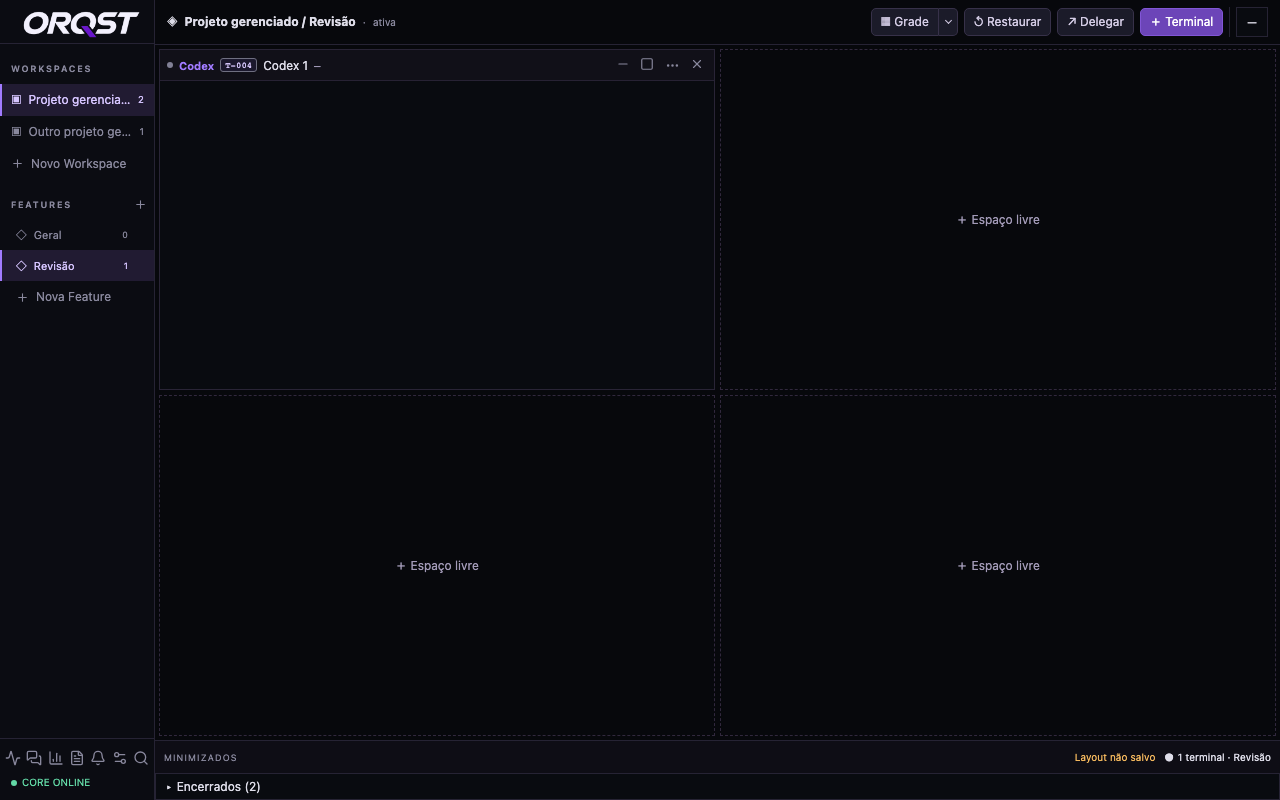 ORQST
◈ Projeto gerenciado / Revisão · ativa
▦ Grade
Restaurar
↗ Delegar
+ Terminal
WORKSPACES
▣ Projeto gerencia... 2
▣ Outro projeto ge... 1
+ Novo Workspace
FEATURES +
◇ Geral 0
◇ Revisão 1
+ Nova Feature
CORE ONLINE
Codex T-004 Codex 1 —
+ Espaço livre
+ Espaço livre
+ Espaço livre
MINIMIZADOS
Layout não salvo
1 terminal · Revisão
▸ Encerrados (2)